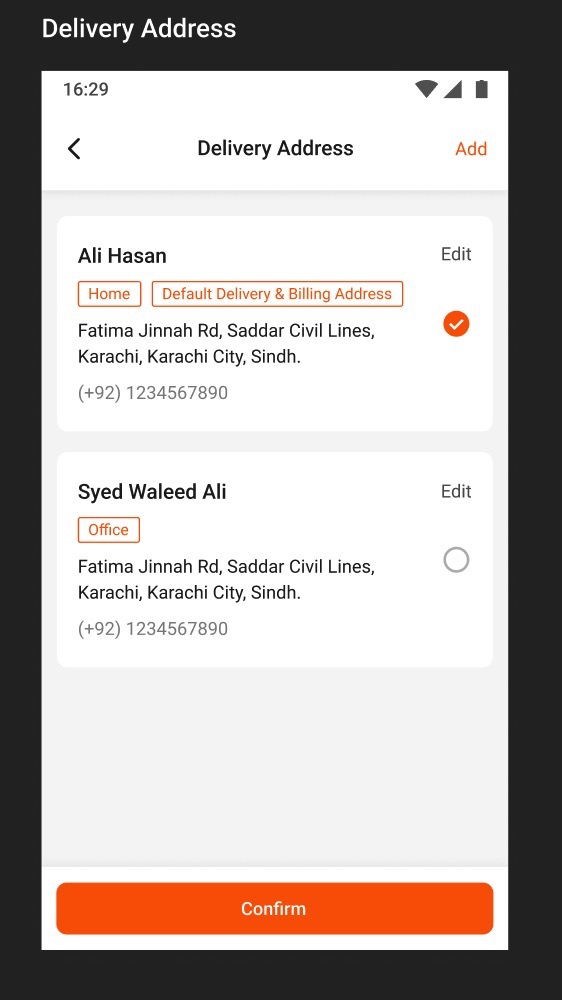 Delivery Address
16:29
Delivery Address
Add
Ali Hasan
Edit
Home
Default Delivery & Billing Address
Fatima Jinnah Rd, Saddar Civil Lines,
Karachi, Karachi City, Sindh.
(+92) 1234567890
Syed Waleed Ali
Edit
Office
Fatima Jinnah Rd, Saddar Civil Lines,
Karachi, Karachi City, Sindh.
(+92) 1234567890
Confirm